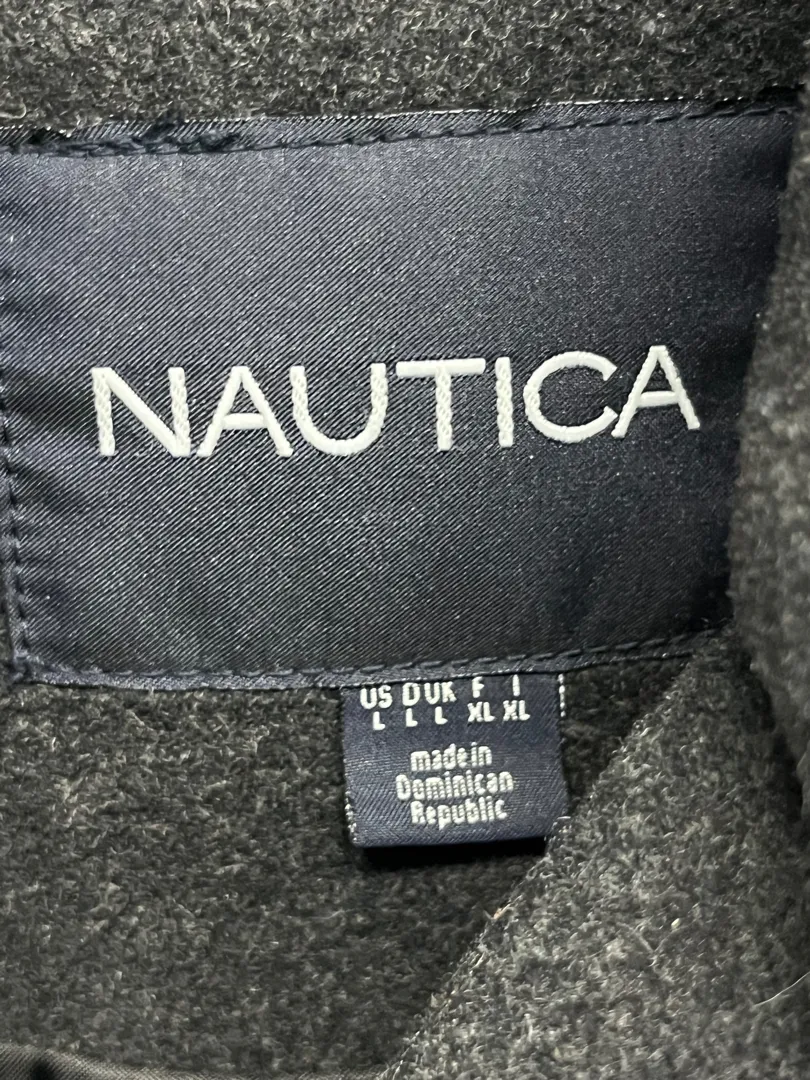 NAUTICA
US D UK F I
L L L XL XL
made in
Dominican
Republic